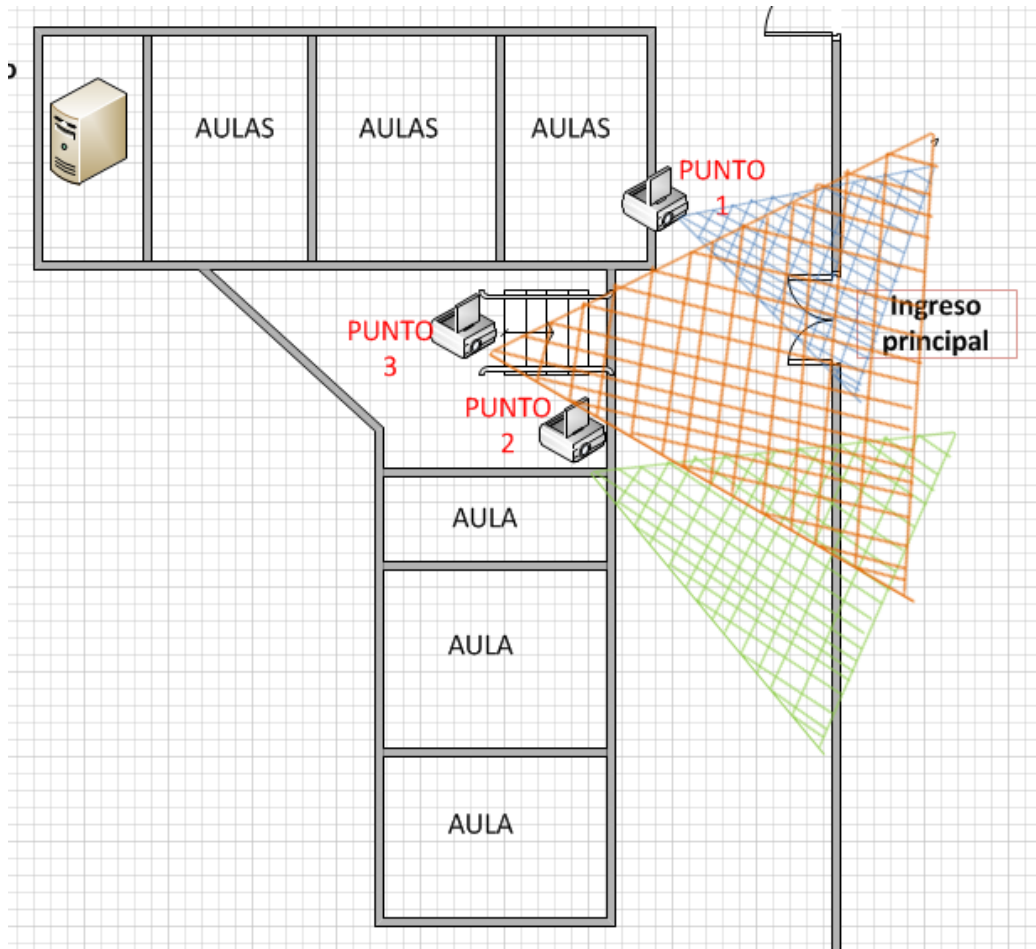 o
AULAS
AULAS
AULAS
PUNTO
1
Ingreso
principal
PUNTO
3
PUNTO
2
AULA
AULA
AULA